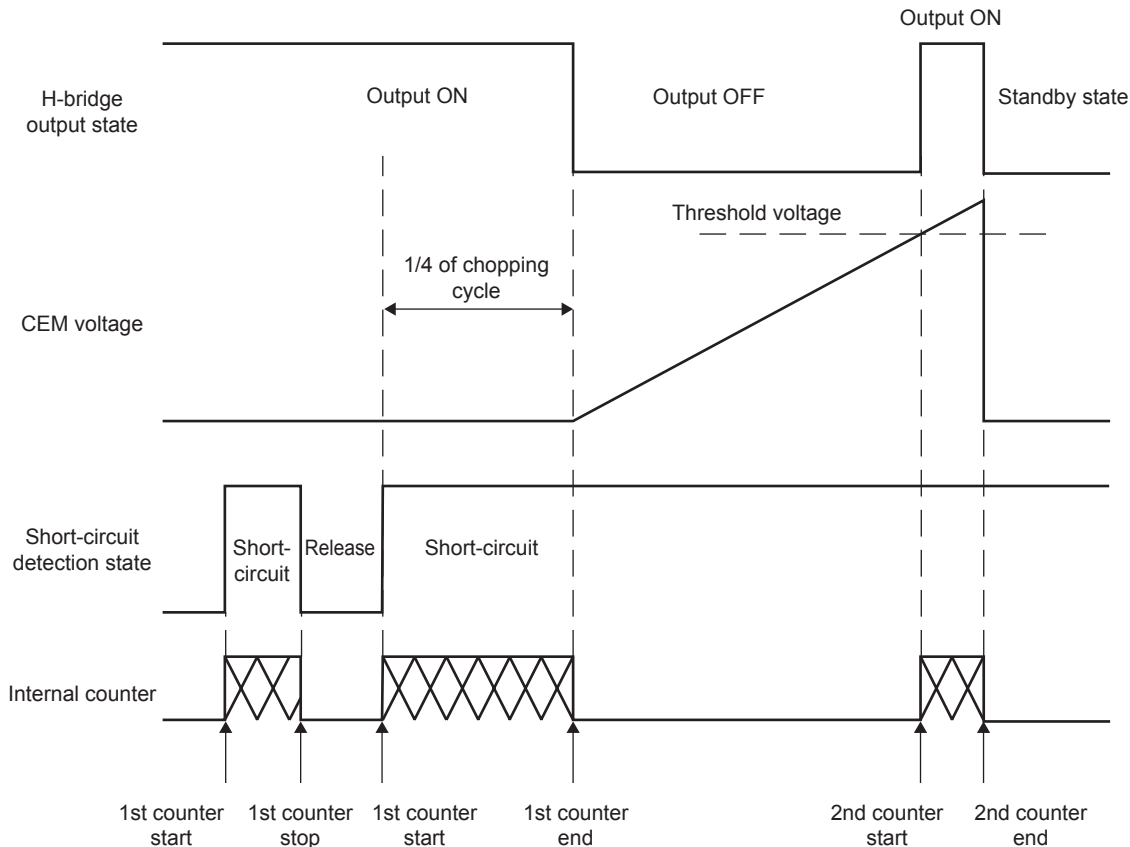 Output ON
H-bridge
output state
Output ON
Output OFF
Standby state
Threshold voltage
1/4 of chopping
cycle
CEM voltage
Short-circuit
detection state
Short-
circuit
Release
Short-circuit
Internal counter
1st counter
start
1st counter
stop
1st counter
start
1st counter
end
2nd counter
start
2nd counter
end